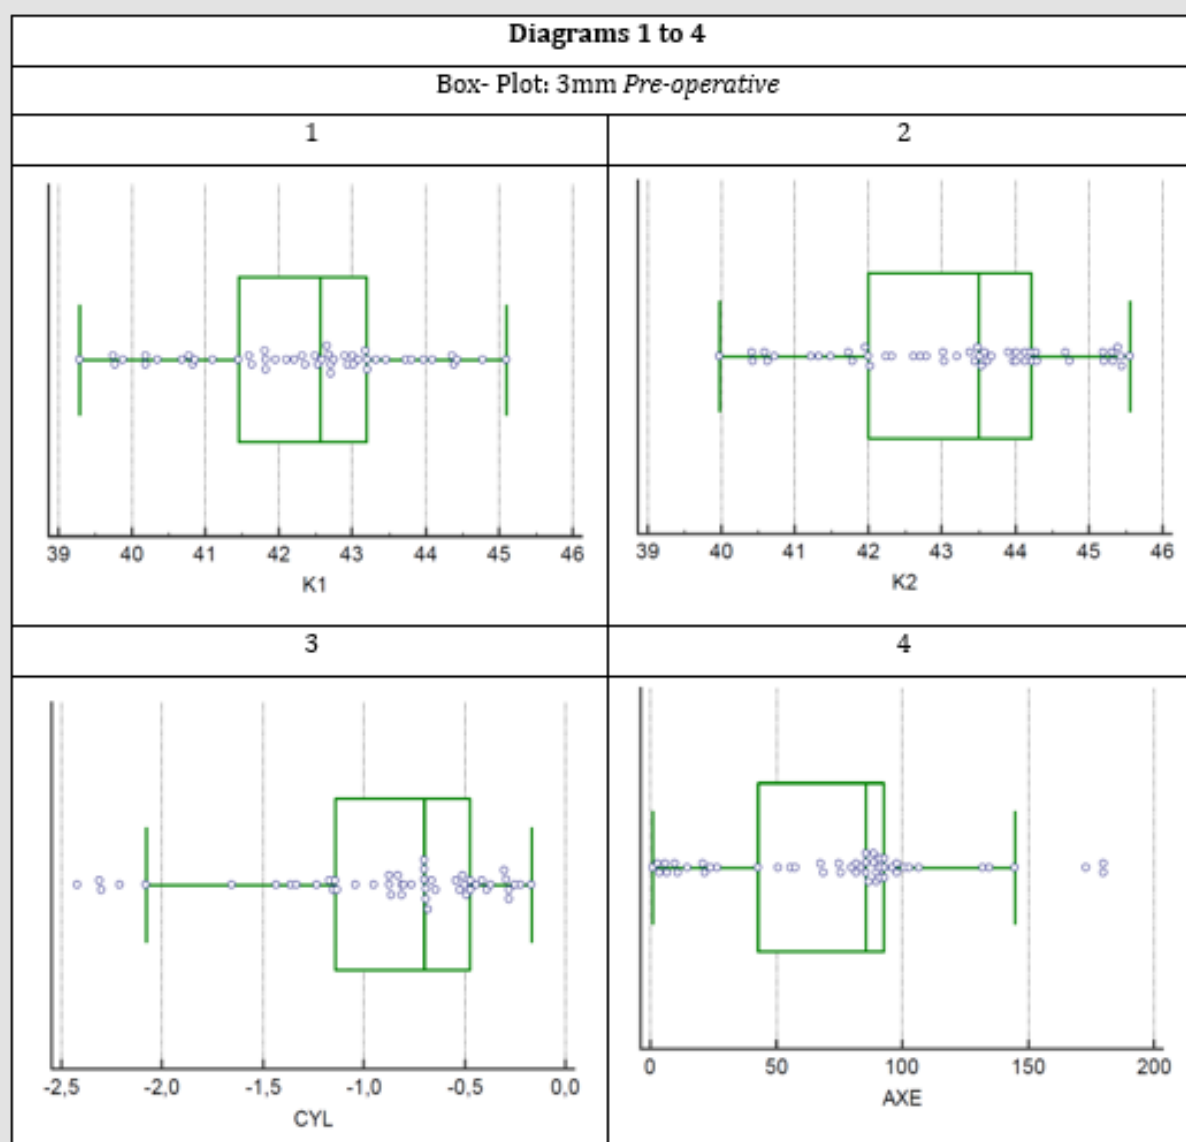 Diagrams 1 to 4
Box- Plot: 3mm Pre-operative
1
2
39 40 41 42 43 44 45 46
K1
39 40 41 42 43 44 45 46
K2
3
4
-2,5 -2,0 -1,5 -1,0 -0,5 0,0
CYL
0 50 100 150 200
AXE